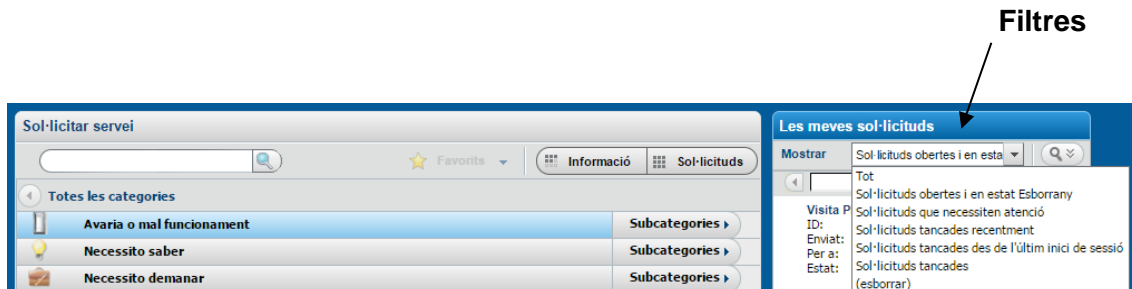 Filtres
Sol·licitar servei
Favorits
Informació
Sol·licituds
Totes les categories
Avaria o mal funcionament
Subcategories
Necessito saber
Subcategories
Necessito demanar
Subcategories
Les meves sol·licituds
Mostrar
Sol·licituds obertes i en esta
Tot
Sol·licituds obertes i en estat Esborrany
Sol·licituds que necessiten atenció
Sol·licituds tancades recentment
Sol·licituds tancades des de l'últim inici de sessió
Sol·licituds tancades
(esborrar)
Visita P
ID:
Enviat:
Per a:
Estat: